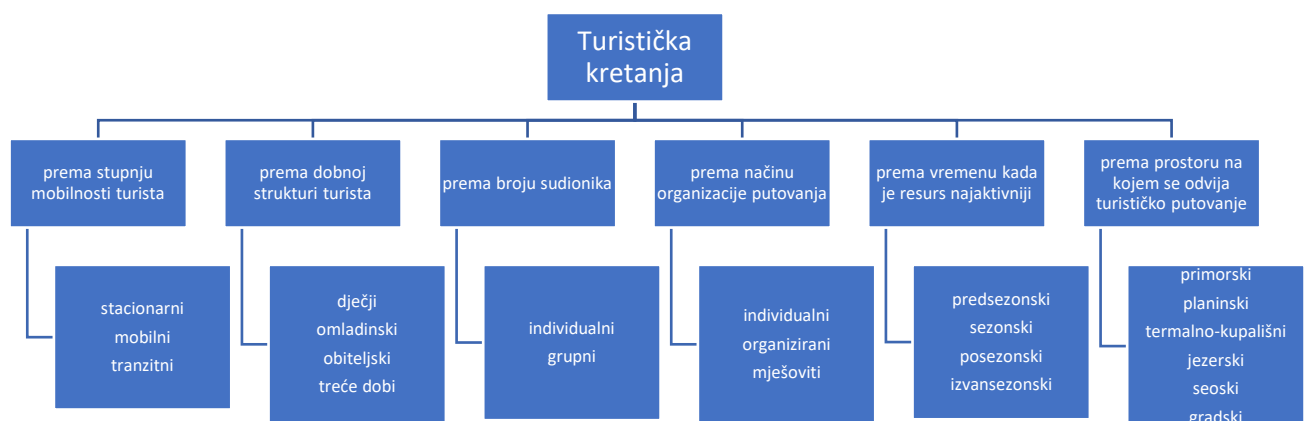 Turistička
kretanja
prema stupnju
mobilnosti turista
prema dobnoj
strukturi turista
prema broju sudionika
prema načinu
organizacije putovanja
prema vremenu kada
je resurs najaktivniji
prema prostoru na
kojem se odvija
turističko putovanje
stacionarni
mobilni
tranzitni
dječji
omladinski
obiteljski
treće dobi
individualni
grupni
individualni
organizirani
mješoviti
predsezonski
sezonski
posezonski
izvansezonski
primorski
planinski
termalno-kupališni
jezerski
seoski
gradski